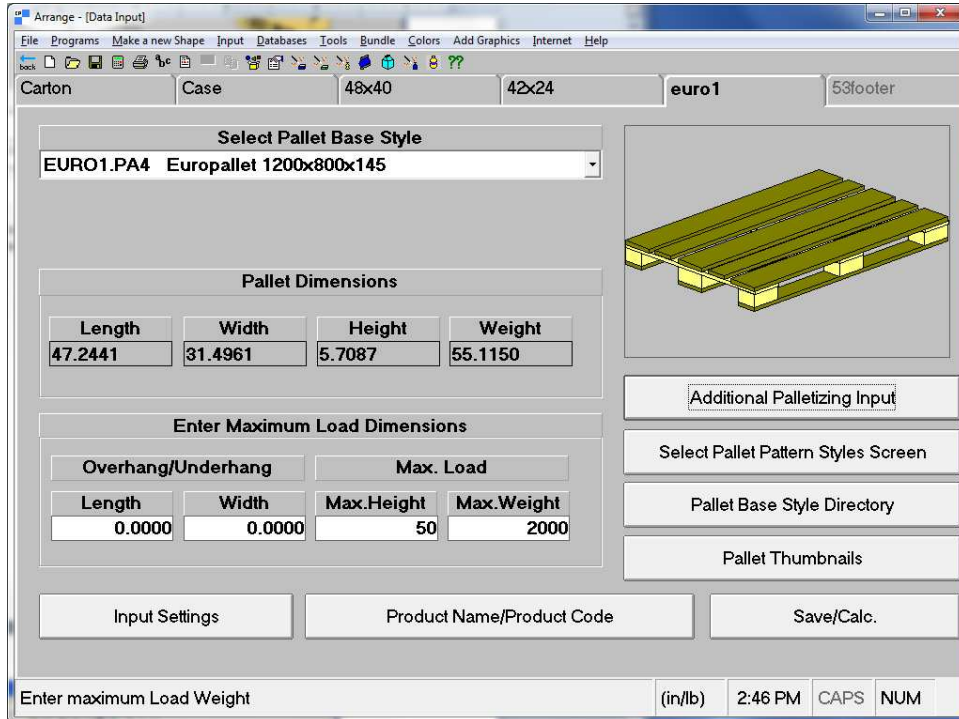 Arrange - [Data Input]
File Programs Make a new Shape Input Databases Tools Bundle Colors Add Graphics Internet Help
back abc ??
Carton Case 48x40 42x24 euro1 53footer
Select Pallet Base Style
EURO1.PA4 Europallet 1200x800x145
Pallet Dimensions
Length Width Height Weight
47.2441 31.4961 5.7087 55.1150
Additional Palletizing Input
Enter Maximum Load Dimensions
Select Pallet Pattern Styles Screen
Overhang/Underhang Max. Load
Length Width Max.Height Max.Weight
Pallet Base Style Directory
0.0000 0.0000 50 2000
Pallet Thumbnails
Input Settings Product Name/Product Code Save/Calc.
Enter maximum Load Weight (in/lb) 2:46 PM CAPS NUM